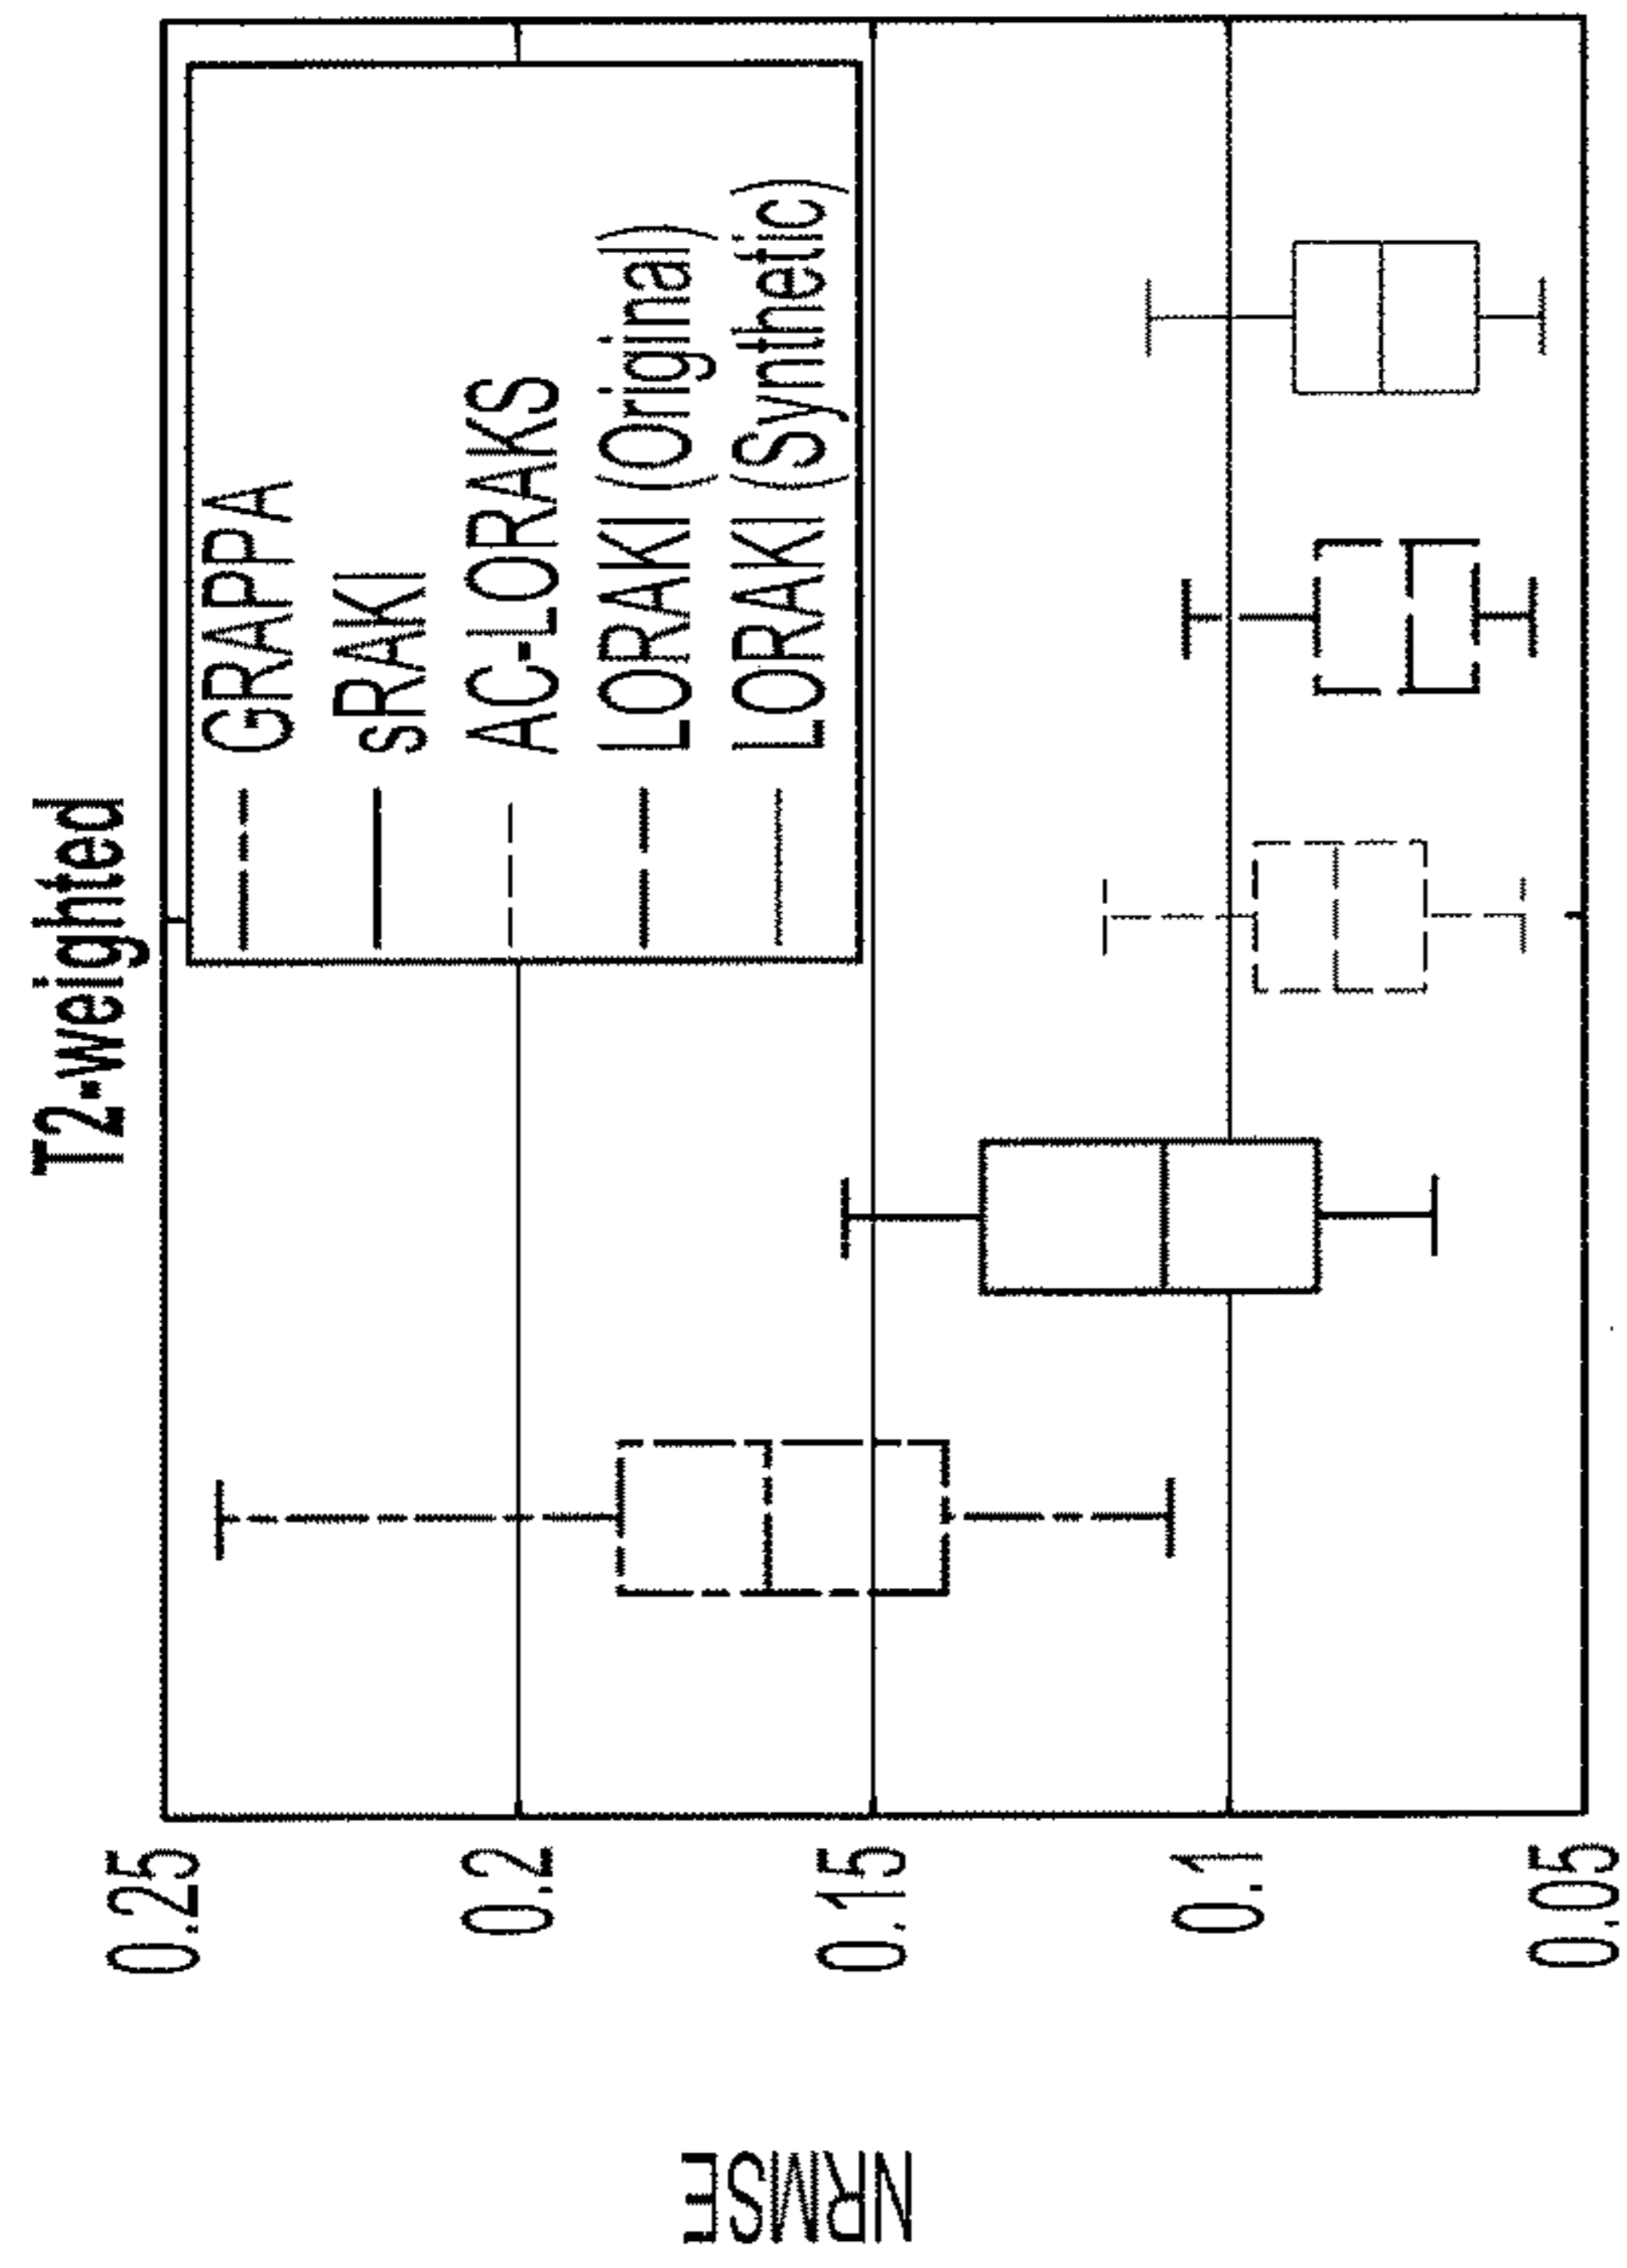 T2-weighted
GRAPPA
sRAKI
AC-LORAKS
LORAKI (Original)
LORAKI (Synthetic)
0.25
0.2
0.15
0.1
0.05
NRMSE